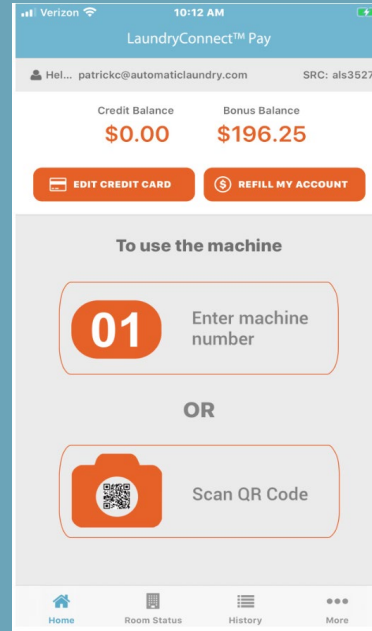 Verizon 10:12 AM
LaundryConnect™ Pay
Hel... patrickc@automaticlaundry.com SRC: als3527
Credit Balance Bonus Balance
$0.00 $196.25
EDIT CREDIT CARD REFILL MY ACCOUNT
To use the machine
01 Enter machine
number
OR
Scan QR Code
Home Room Status History More